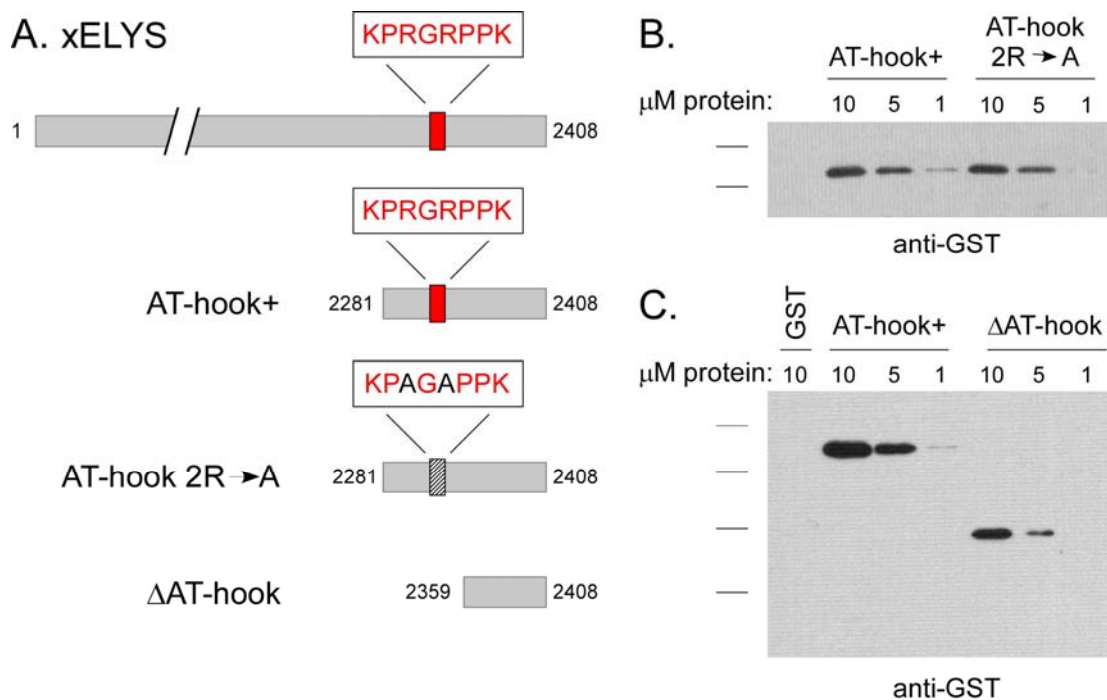 A. xELYS
KPRGRPPK
1
2408
KPRGRPPK
AT-hook+
2281
2408
KPAGAPPK
AT-hook 2R→A
2281
2408
ΔAT-hook
2359
2408
B.
AT-hook+
AT-hook
2R→A
μM protein: 10 5 1 10 5 1
anti-GST
C.
GST
AT-hook+
ΔAT-hook
μM protein: 10 10 5 1 10 5 1
anti-GST